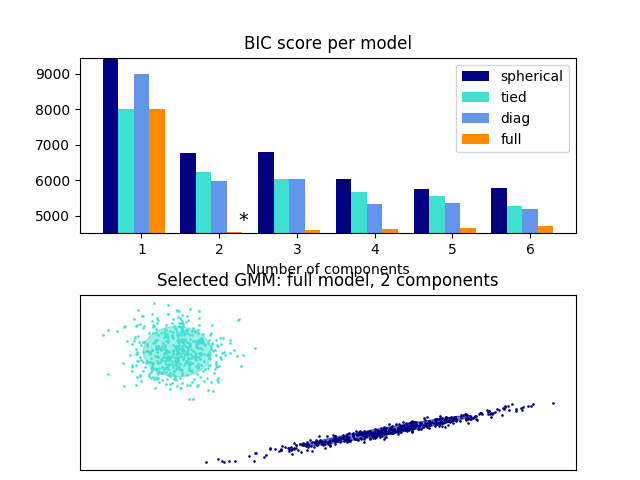 BIC score per model
9000
8000
7000
6000
5000
spherical
tied
diag
full
*
1 2 3 4 5 6
Number of components
Selected GMM: full model, 2 components